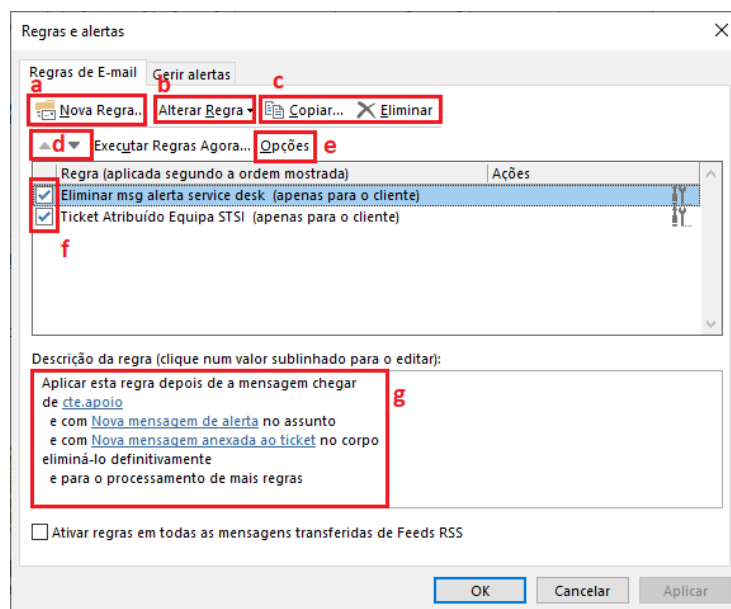 Regras e alertas
Regras de E-mail Gerir alertas
a b c
Nova Regra... Alterar Regra Copiar... Eliminar
d Executar Regras Agora... Opções e
Regra (aplicada segundo a ordem mostrada) Ações
Eliminar msg alerta service desk (apenas para o cliente)
Ticket Atribuído Equipa STSI (apenas para o cliente)
f
Descrição da regra (clique num valor sublinhado para o editar):
Aplicar esta regra depois de a mensagem chegar
g
de cte.apoio
e com Nova mensagem de alerta no assunto
e com Nova mensagem anexada ao ticket no corpo
eliminá-lo definitivamente
e para o processamento de mais regras
Ativar regras em todas as mensagens transferidas de Feeds RSS
OK Cancelar Aplicar